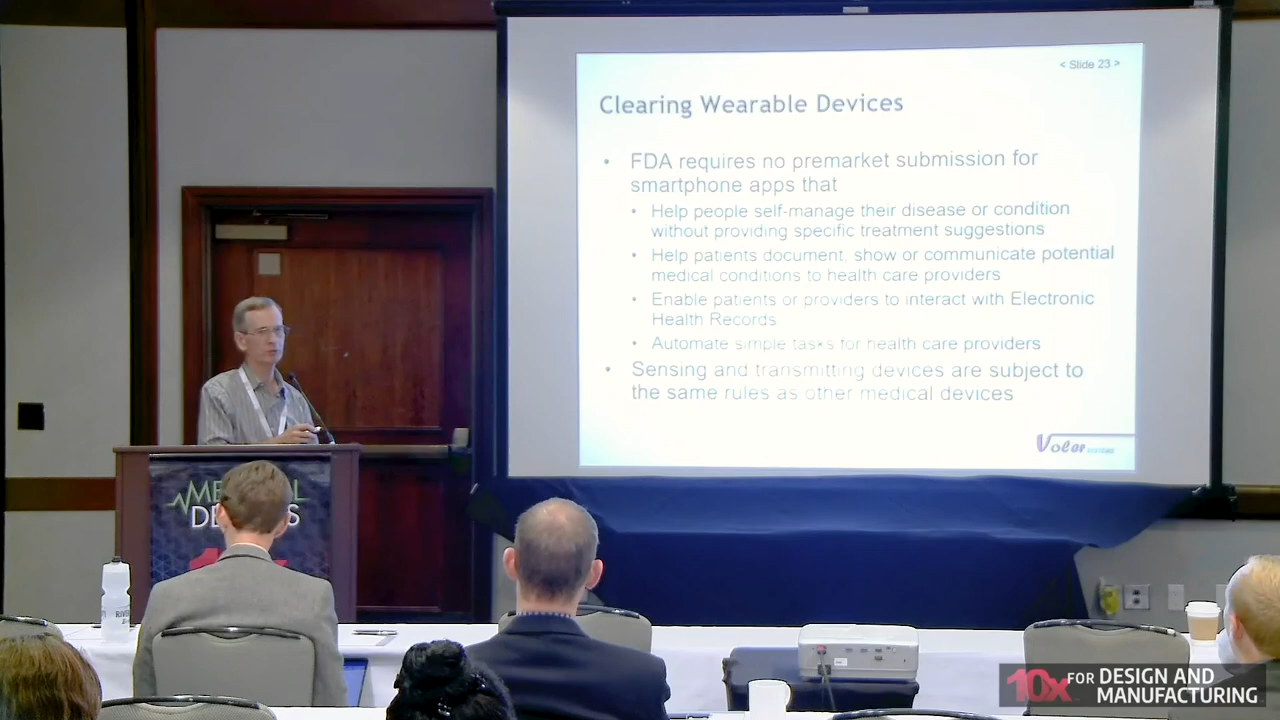 < Slide 23 >
Clearing Wearable Devices
• FDA requires no premarket submission for
smartphone apps that
• Help people self-manage their disease or condition
without providing specific treatment suggestions
• Help patients document, show or communicate potential
medical conditions to health care providers
• Enable patients or providers to interact with Electronic
Health Records
• Automate simple tasks for health care providers
• Sensing and transmitting devices are subject to
the same rules as other medical devices
Volar SYSTEMS
10x FOR DESIGN AND
MANUFACTURING